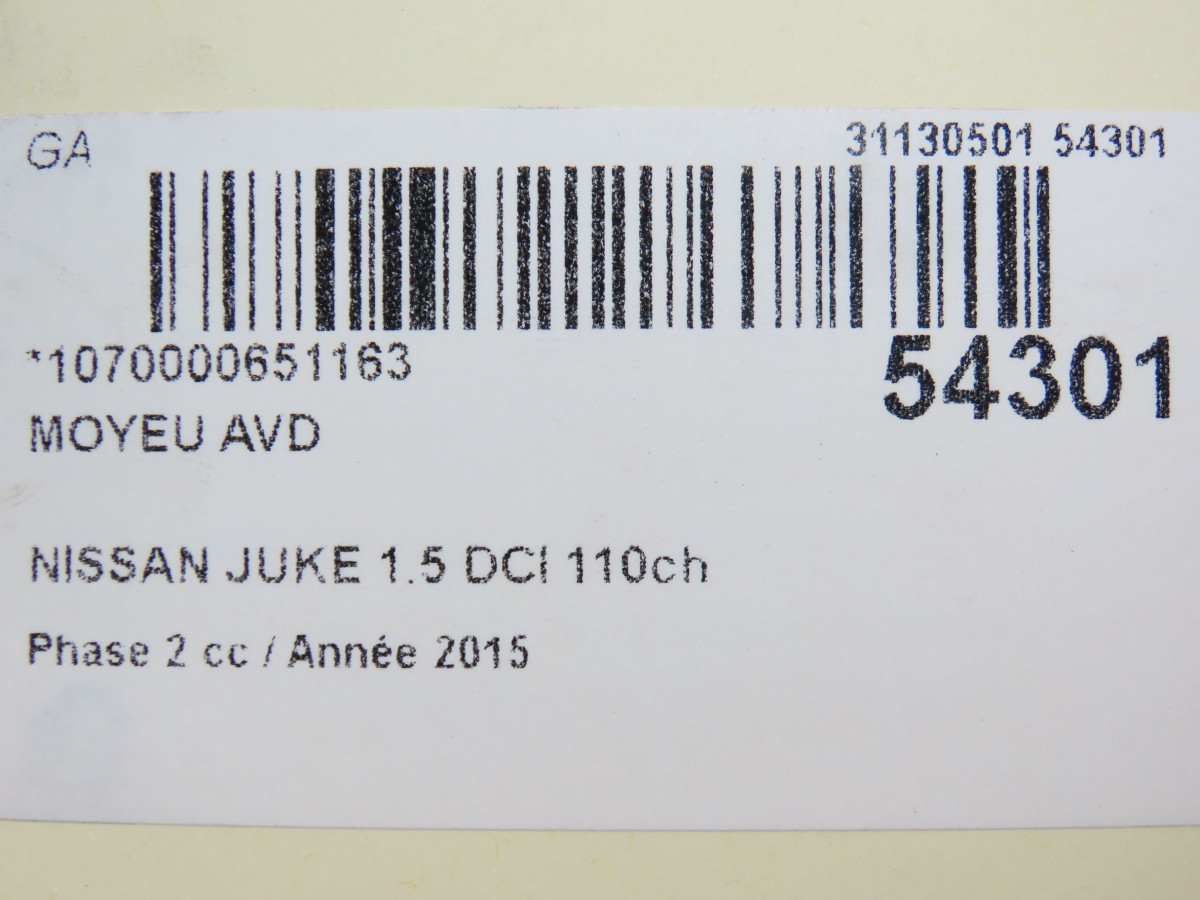 GA 31130501 54301
*1070000651163
54301
MOYEU AVD
NISSAN JUKE 1.5 DCI 110ch
Phase 2 cc / Année 2015